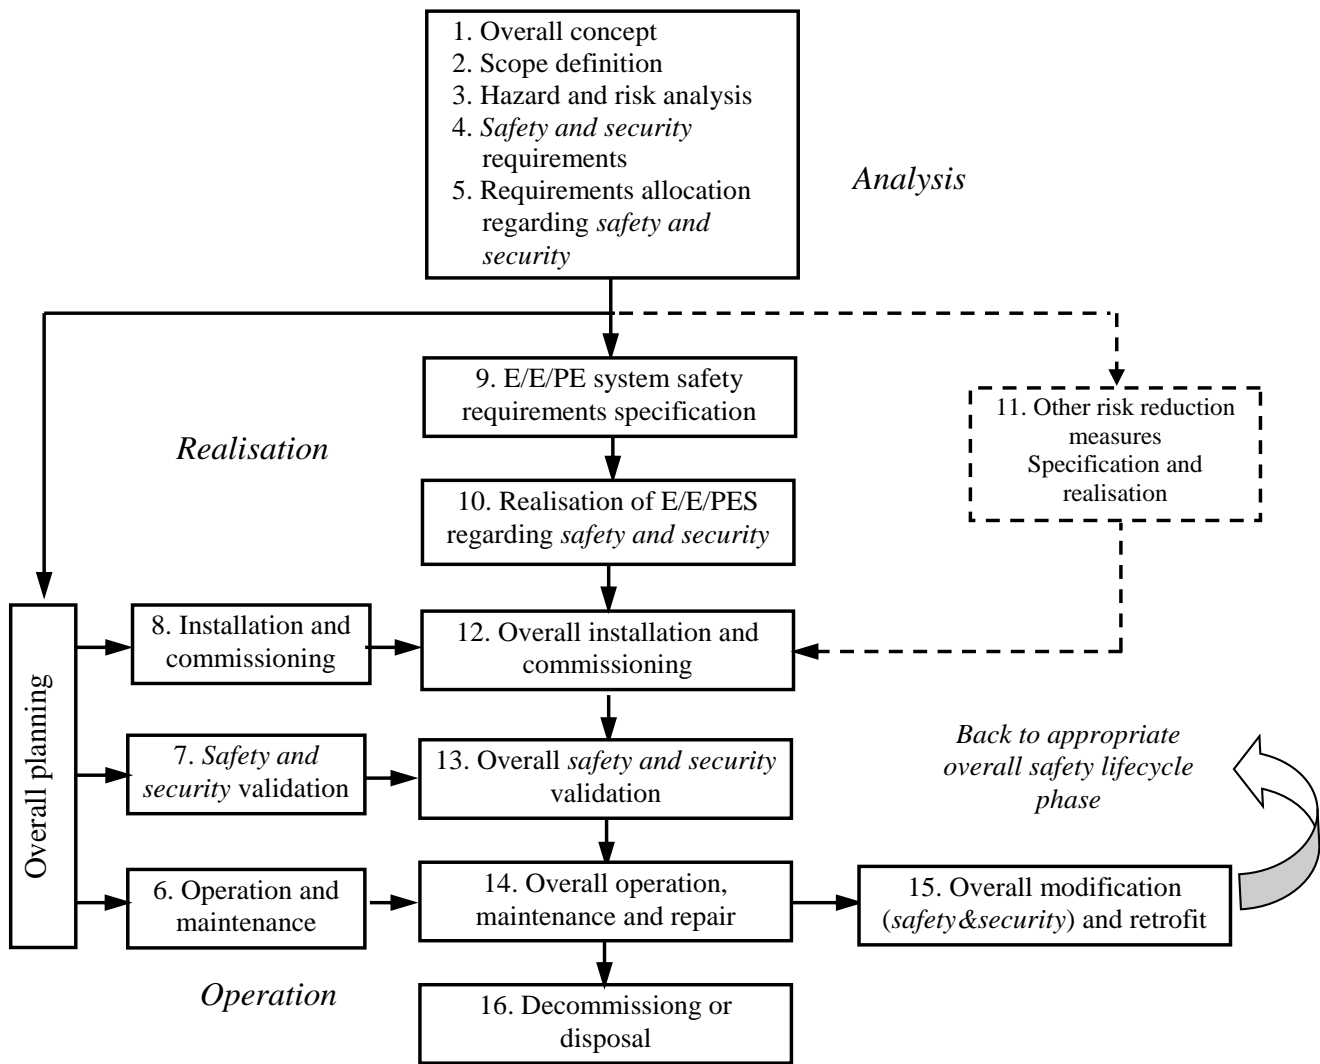 1. Overall concept
2. Scope definition
3. Hazard and risk analysis
4. Safety and security
requirements
5. Requirements allocation
regarding safety and
security
Analysis
9. E/E/PE system safety
requirements specification
11. Other risk reduction
measures
Specification and
realisation
Realisation
10. Realisation of E/E/PES
regarding safety and security
Overall planning
8. Installation and
commissioning
12. Overall installation and
commissioning
7. Safety and
security validation
13. Overall safety and security
validation
Back to appropriate
overall safety lifecycle
phase
6. Operation and
maintenance
14. Overall operation,
maintenance and repair
15. Overall modification
(safety&security) and retrofit
Operation
16. Decommissiong or
disposal